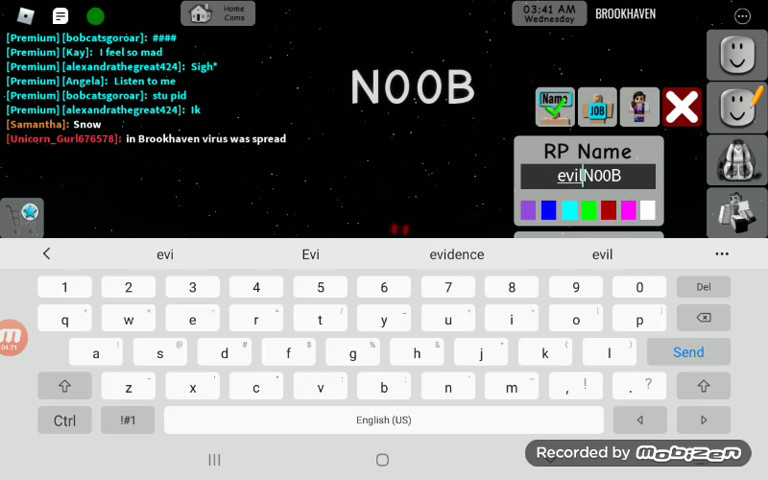 Home
Cams
03:41 AM
Wednesday
BROOKHAVEN
[Premium] [bobcatsgoroar]: ####
[Premium] [Kay]: I feel so mad
[Premium] [alexandrathegreat424]: Sigh*
[Premium] [Angela]: Listen to me
[Premium] [bobcatsgoroar]: stu pid
[Premium] [alexandrathegreat424]: Ik
[Samantha]: Snow
[Unicorn_Gurl676578]: in Brookhaven virus was spread
N00B
Name
JOB
RP Name
evilN00B
evi Evi evidence evil
1 2 3 4 5 6 7 8 9 0 Del
q w e r t y u i o p
a s d f g h j k l Send
z x c v b n m , ! . ?
Ctrl !#1 English (US)
04:21
Recorded by mobizen